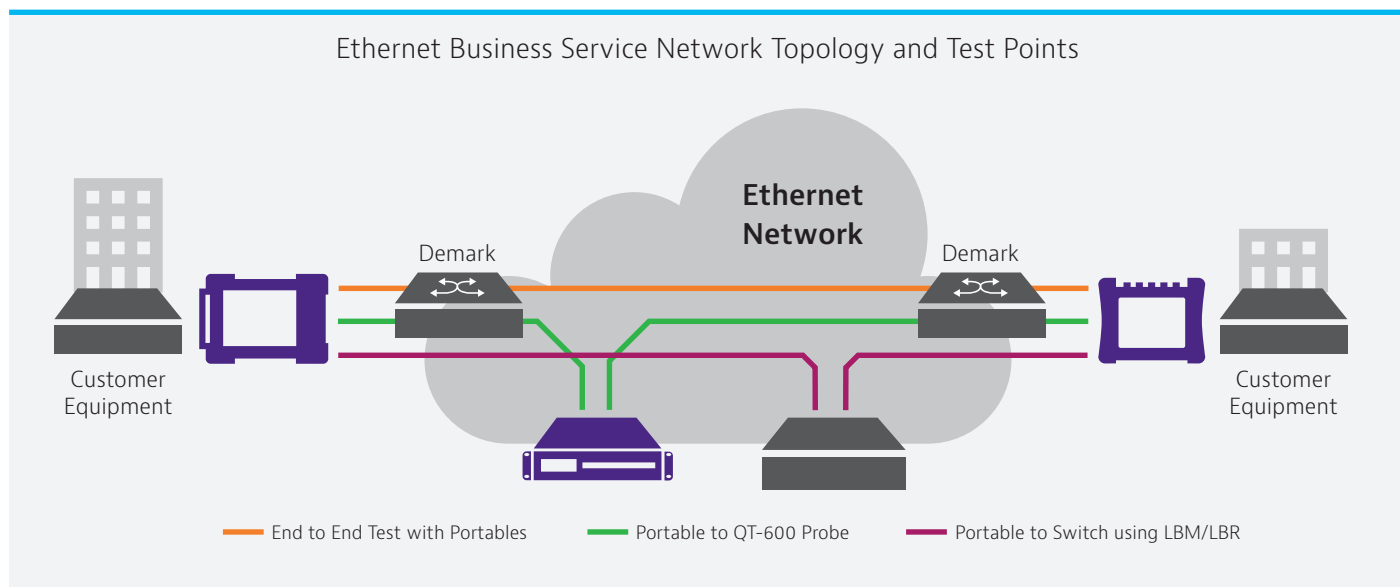 Ethernet Business Service Network Topology and Test Points
Ethernet
Network
Demark
Demark
Customer
Equipment
Customer
Equipment
End to End Test with Portables
Portable to QT-600 Probe
Portable to Switch using LBM/LBR